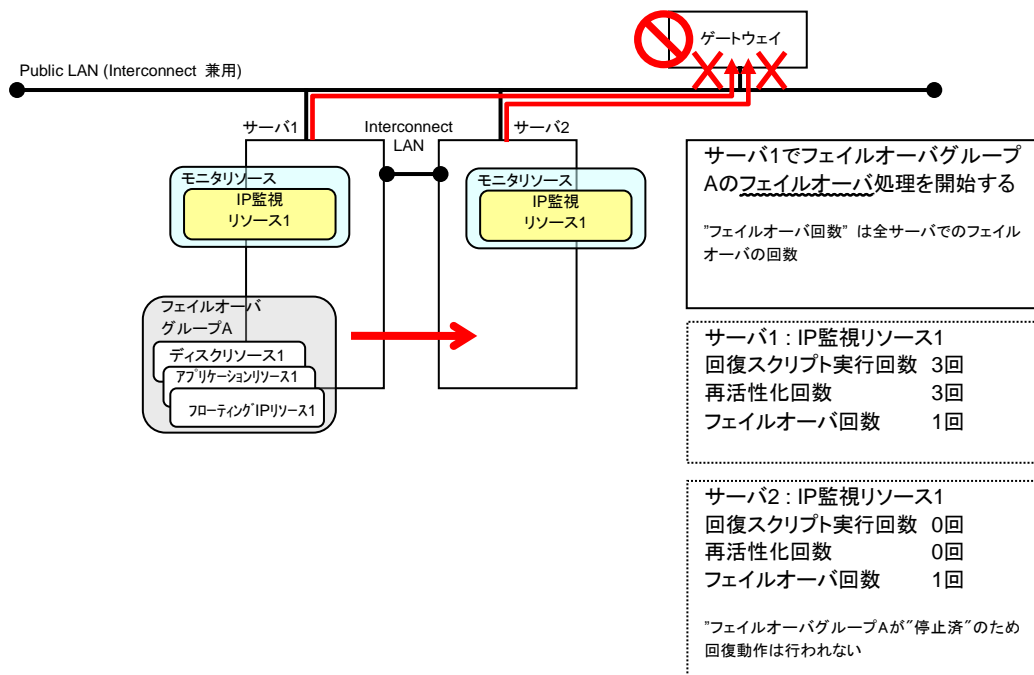 ゲートウェイ
Public LAN (Interconnect 兼用)
サーバ1
Interconnect
LAN
サーバ2
モニタリソース
IP監視
リソース1
モニタリソース
IP監視
リソース1
フェイルオーバ
グループA
ディスクリソース1
アプリケーションリソース1
フローティングIPリソース1
サーバ1でフェイルオーバグループ
Aのフェイルオーバ処理を開始する
"フェイルオーバ回数" は全サーバでのフェイル
オーバの回数
サーバ1 : IP監視リソース1
回復スクリプト実行回数 3回
再活性化回数 3回
フェイルオーバ回数 1回
サーバ2 : IP監視リソース1
回復スクリプト実行回数 0回
再活性化回数 0回
フェイルオーバ回数 1回
"フェイルオーバグループAが"停止済"のため
回復動作は行われない